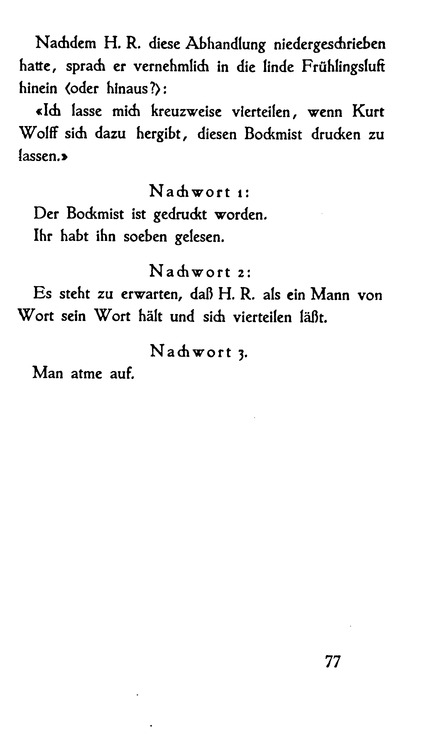 Nachdem H. R. diese Abhandlung niedergeschrieben
hatte, sprach er vernehmlich in die linde Frühlingsluft
hinein (oder hinaus?):
«Ich lasse mich kreuzweise vierteilen, wenn Kurt
Wolff sich dazu hergibt, diesen Bockmist drucken zu
lassen.»
Nachwort 1:
Der Bockmist ist gedruckt worden.
Ihr habt ihn soeben gelesen.
Nachwort 2:
Es steht zu erwarten, daß H. R. als ein Mann von
Wort sein Wort hält und sich vierteilen läßt.
Nachwort 3.
Man atme auf.
77